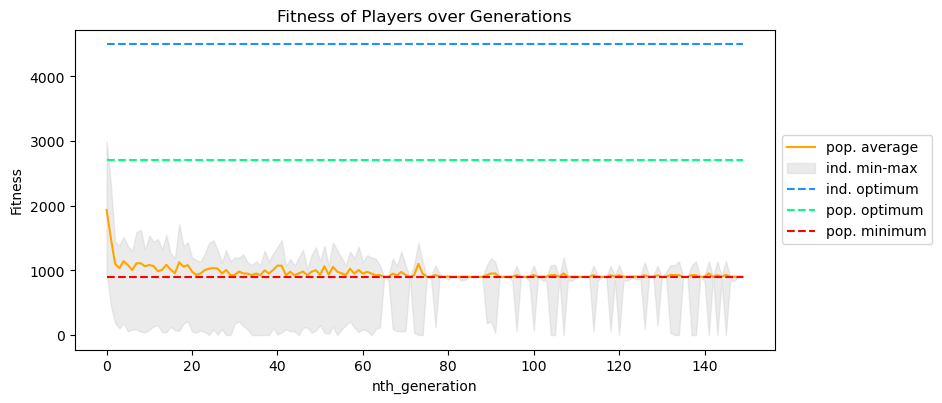 Fitness of Players over Generations
Fitness
4000
3000
2000
1000
0
0 20 40 60 80 100 120 140
nth_generation
pop. average
ind. min-max
ind. optimum
pop. optimum
pop. minimum